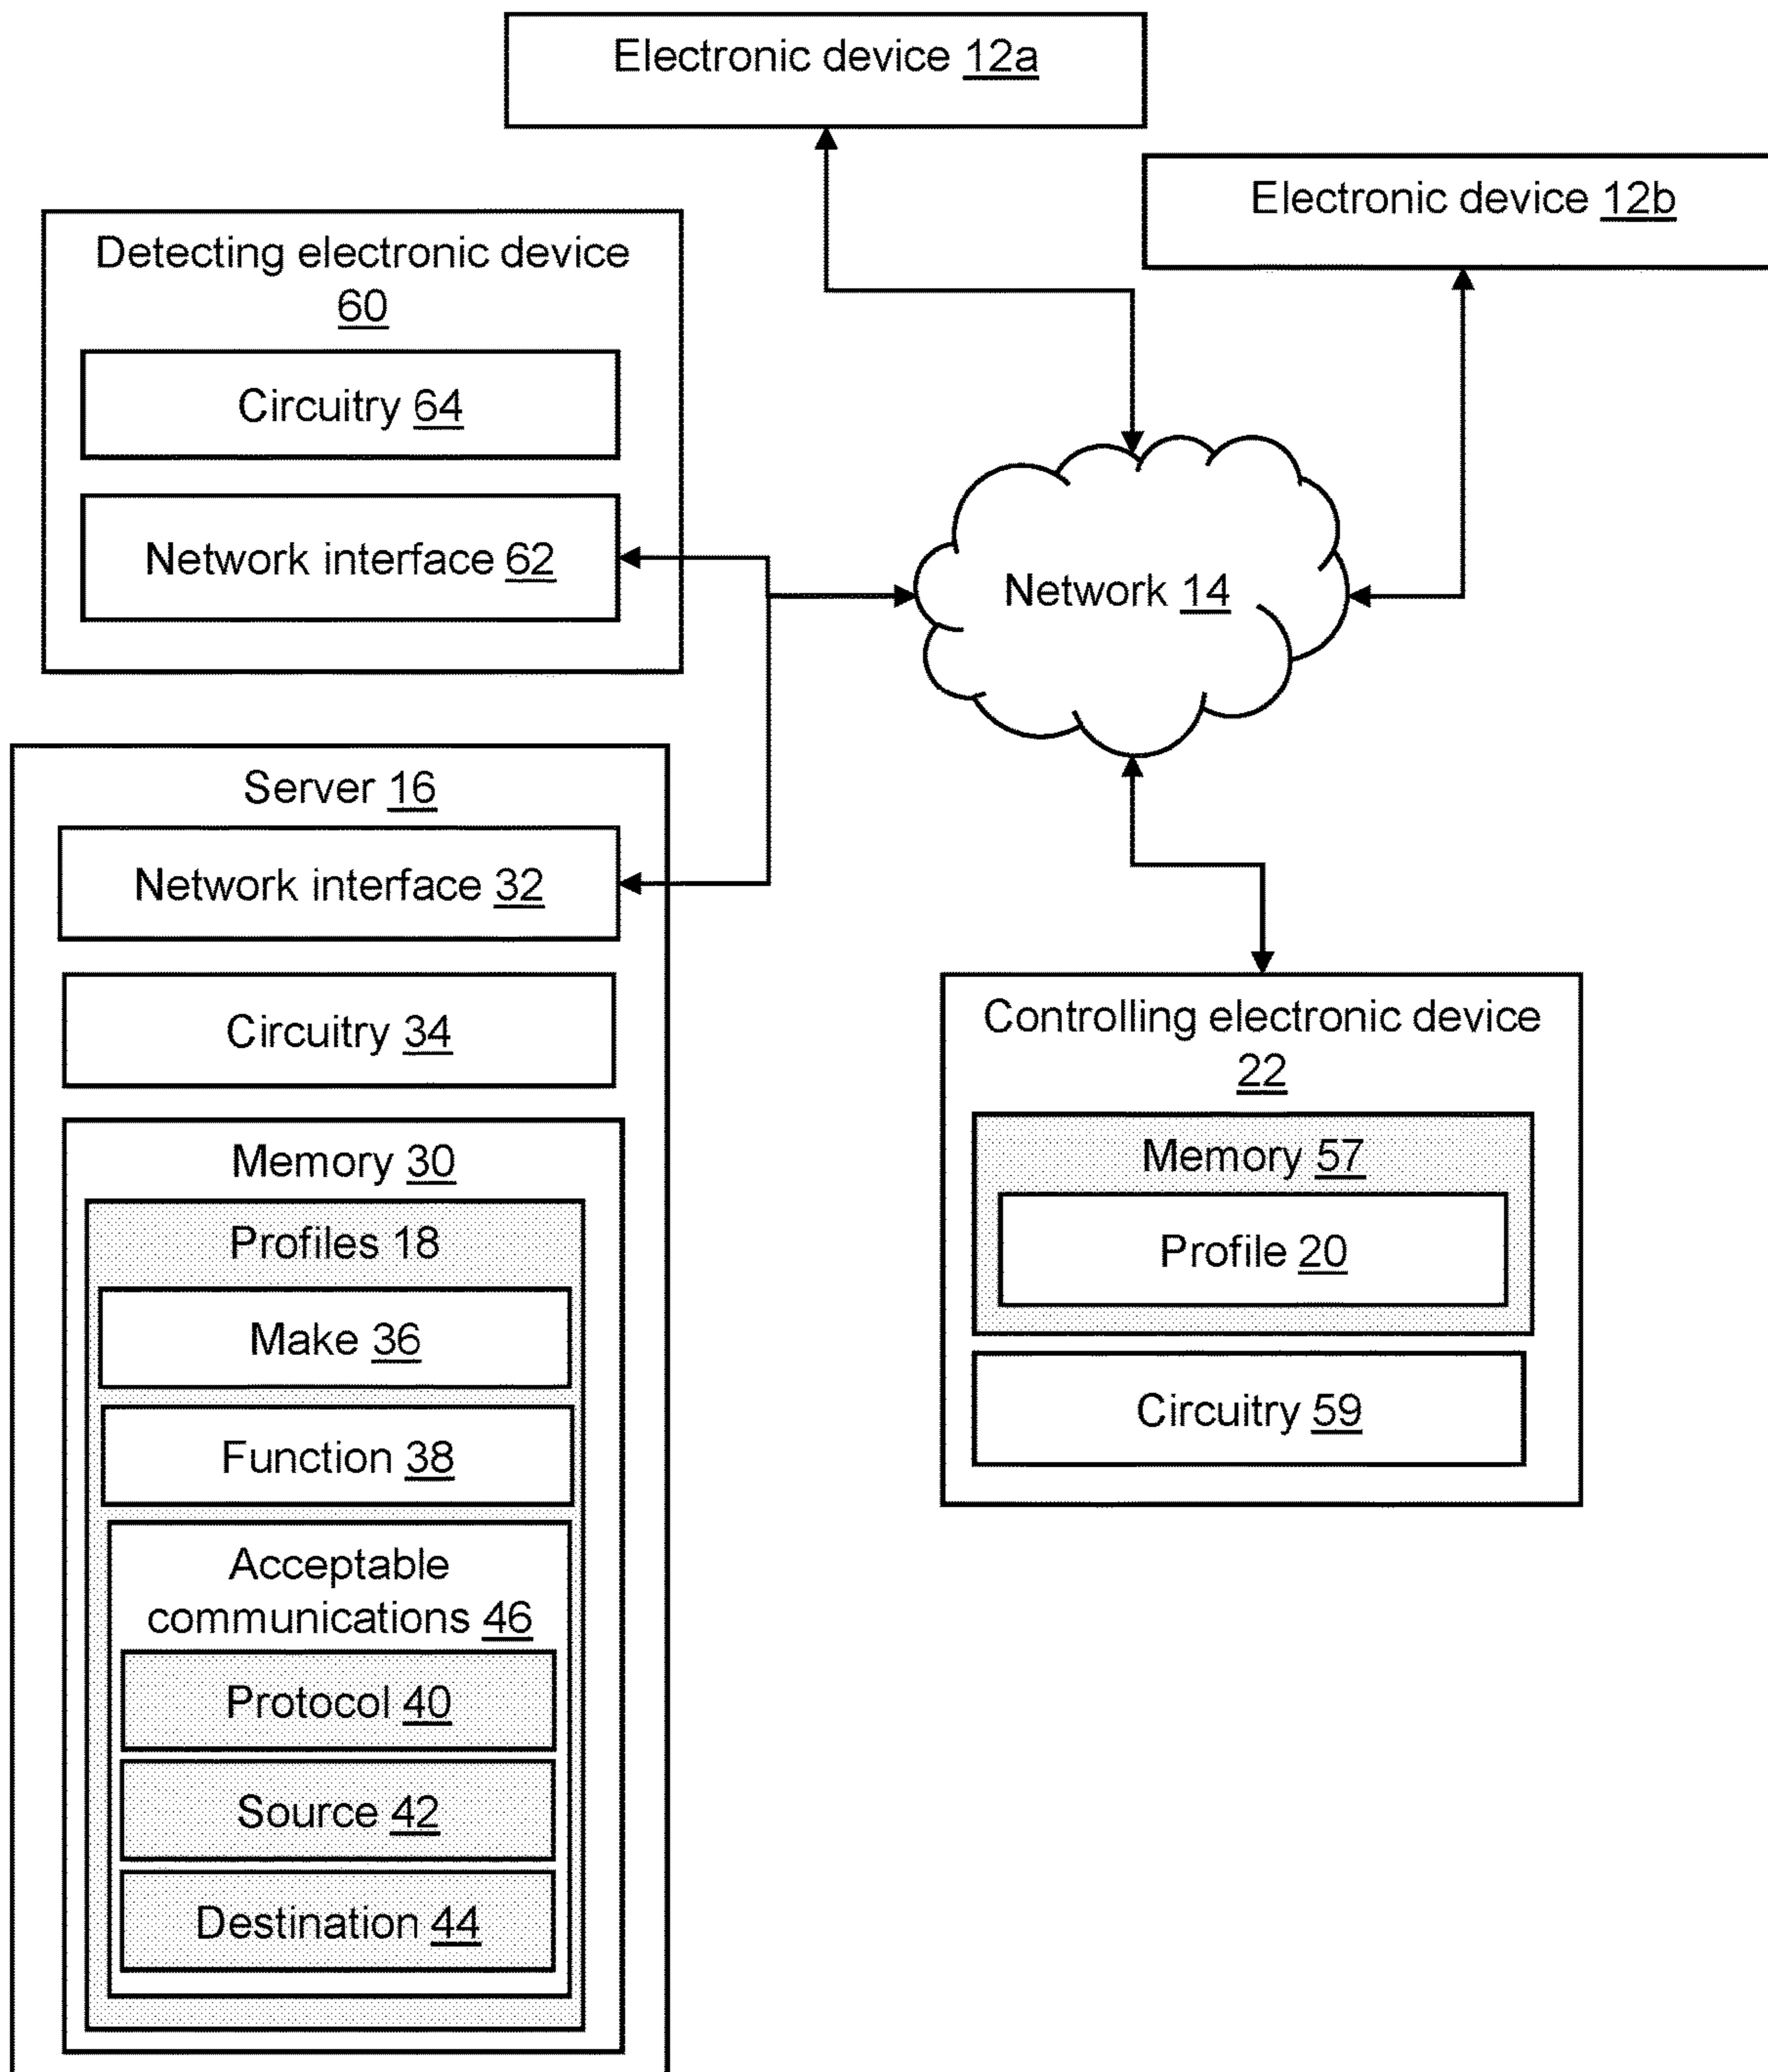 Electronic device 12a
Electronic device 12b
Detecting electronic device
60
Circuitry 64
Network interface 62
Network 14
Server 16
Network interface 32
Circuitry 34
Memory 30
Profiles 18
Make 36
Function 38
Acceptable
communications 46
Protocol 40
Source 42
Destination 44
Controlling electronic device
22
Memory 57
Profile 20
Circuitry 59